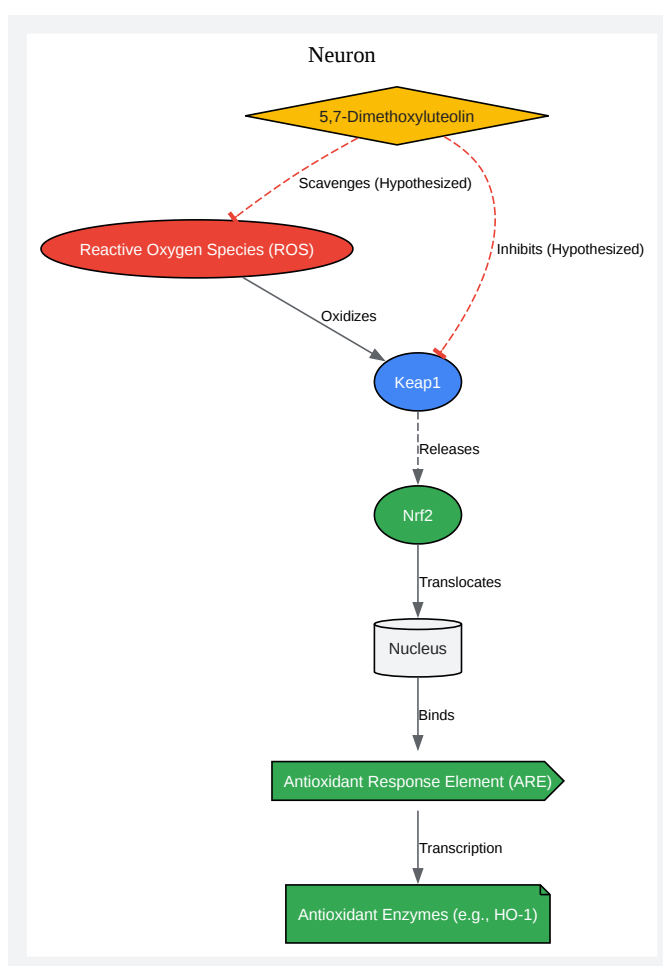 Neuron
5,7-Dimethoxyluteolin
Scavenges (Hypothesized)
Reactive Oxygen Species (ROS)
Inhibits (Hypothesized)
Oxidizes
Keap1
Releases
Nrf2
Translocates
Nucleus
Binds
Antioxidant Response Element (ARE)
Transcription
Antioxidant Enzymes (e.g., HO-1)